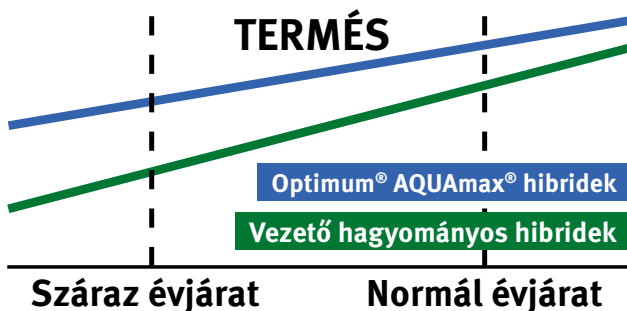 TERMÉS
Optimum® AQUAmax® hibridek
Vezető hagyományos hibridek
Száraz évjárat
Normál évjárat